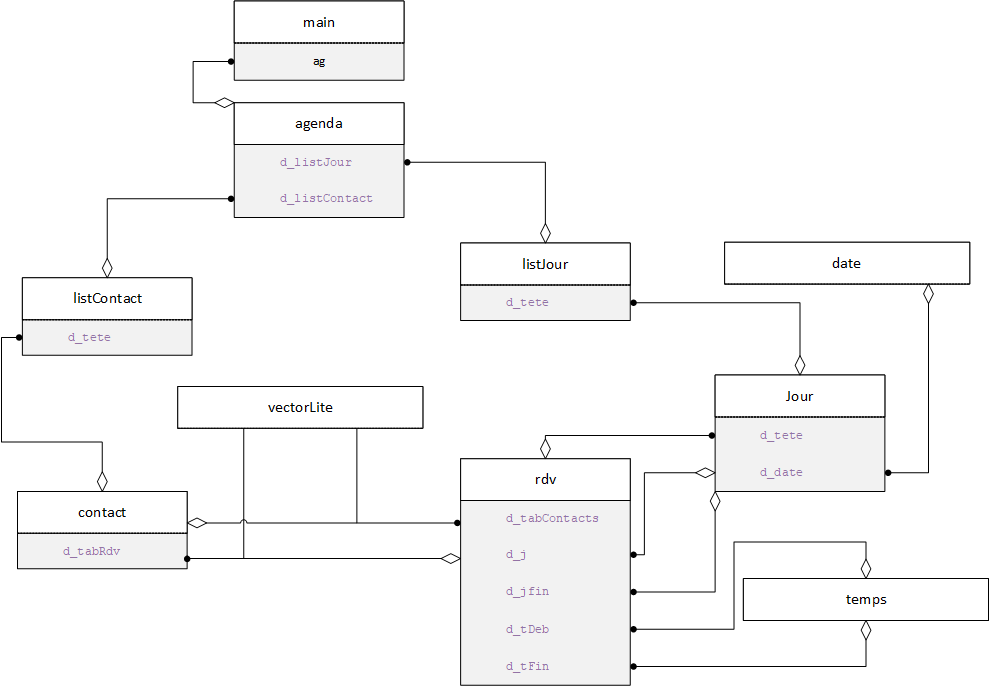 main
ag
agenda
d_listJour
d_listContact
listJour
d_tete
date
listContact
d_tete
Jour
d_tete
d_date
vectorLite
rdv
d_tabContacts
d_j
d_jfin
d_tDeb
d_tFin
contact
d_tabRdv
temps